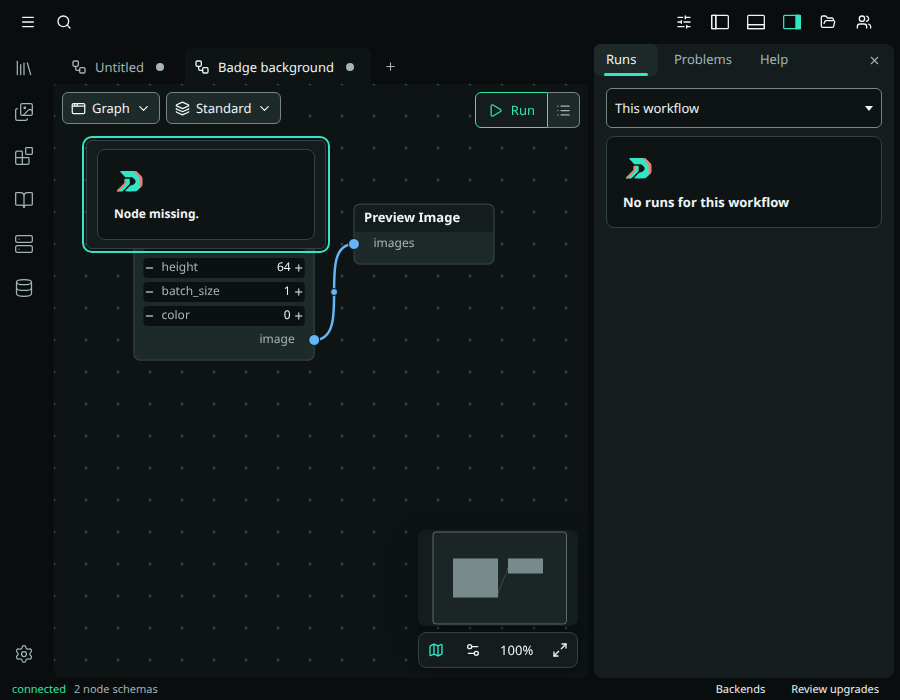 Untitled
Badge background
Graph
Standard
Run
Node missing.
height 64
batch_size 1
color 0
image
Preview Image
images
100%
Runs
Problems
Help
This workflow
No runs for this workflow
connected
2 node schemas
Backends
Review upgrades